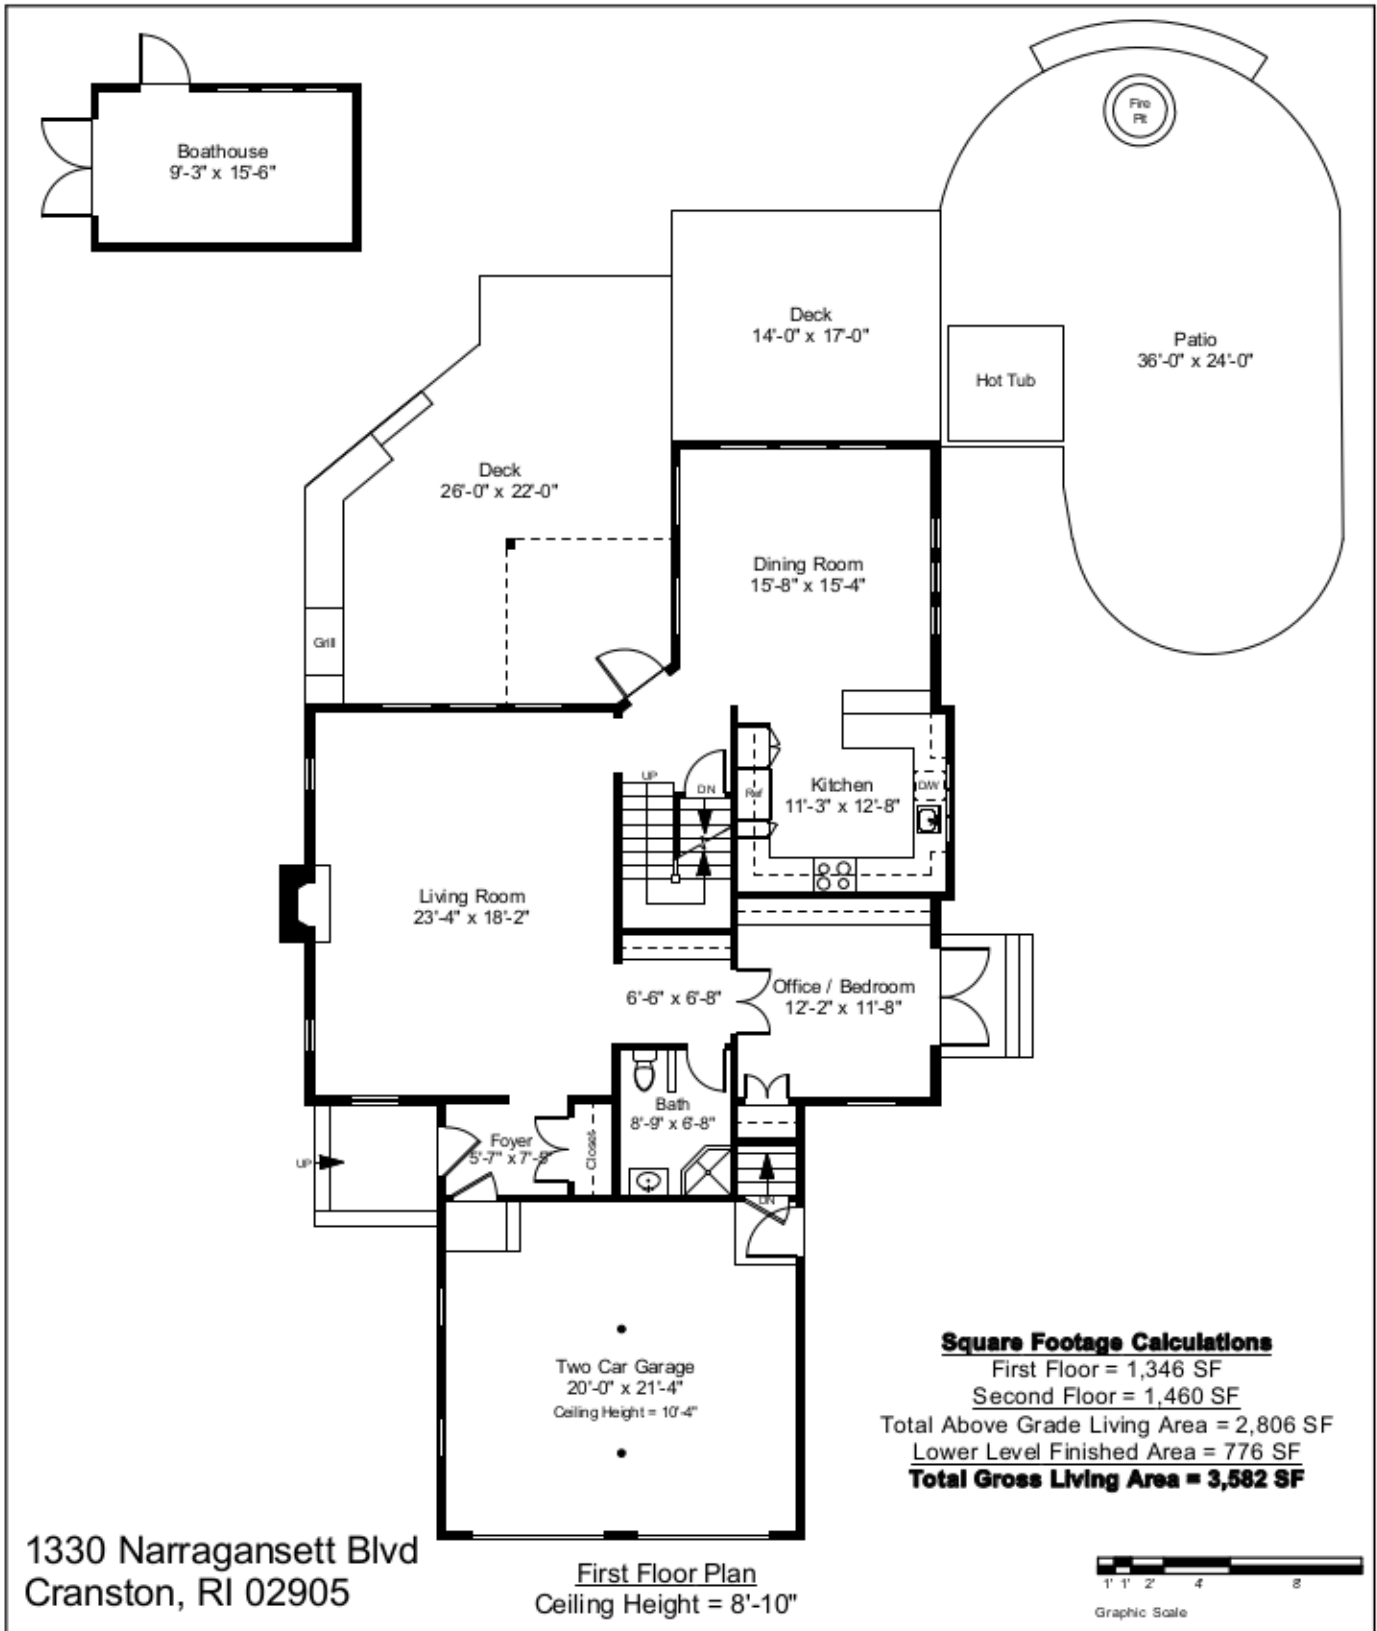 Boathouse
9'-3" x 15'-6"
Fire
Pit
Deck
14'-0" x 17'-0"
Patio
36'-0" x 24'-0"
Hot Tub
Deck
26'-0" x 22'-0"
Dining Room
15'-8" x 15'-4"
Grill
UP
DN
Ref
Kitchen
11'-3" x 12'-8"
D/W
Living Room
23'-4" x 18'-2"
6'-6" x 6'-8"
Office / Bedroom
12'-2" x 11'-8"
Bath
8'-9" x 6'-8"
Foyer
5'-7" x 7'-5"
Closet
UP
DN
Two Car Garage
20'-0" x 21'-4"
Ceiling Height = 10'-4"
Square Footage Calculations
First Floor = 1,346 SF
Second Floor = 1,460 SF
Total Above Grade Living Area = 2,806 SF
Lower Level Finished Area = 776 SF
Total Gross Living Area = 3,582 SF
1330 Narragansett Blvd
Cranston, RI 02905
First Floor Plan
Ceiling Height = 8'-10"
1' 1' 2' 4' 8
Graphic Scale